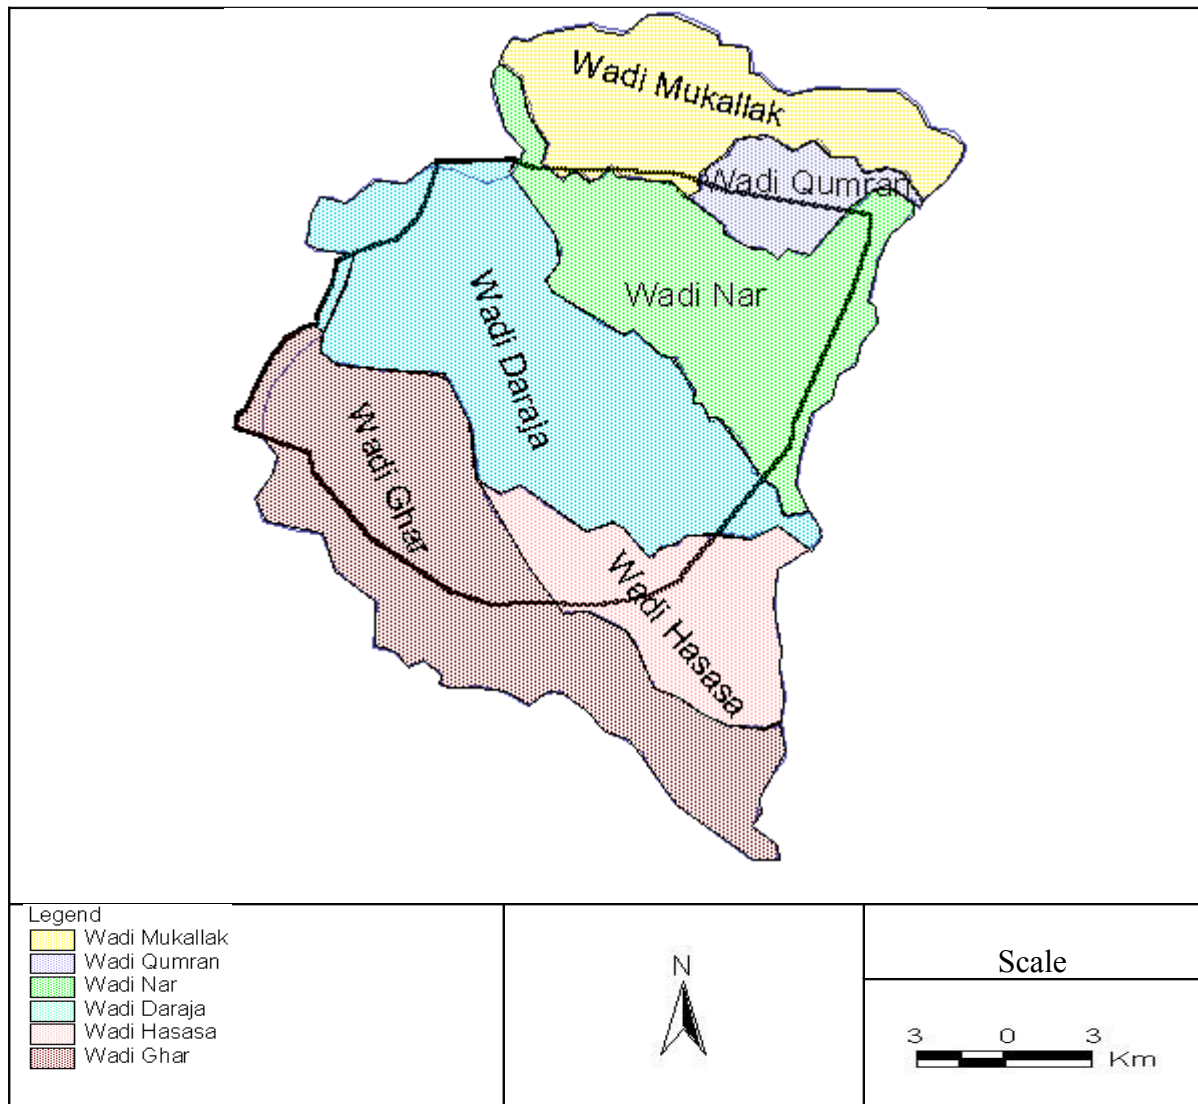 Wadi Mukallak
Wadi Qumran
Wadi Nar
Wadi Daraja
Wadi Ghar
Wadi Hasasa
Legend
Wadi Mukallak
Wadi Qumran
Wadi Nar
Wadi Daraja
Wadi Hasasa
Wadi Ghar
N
Scale
3 0 3
Km